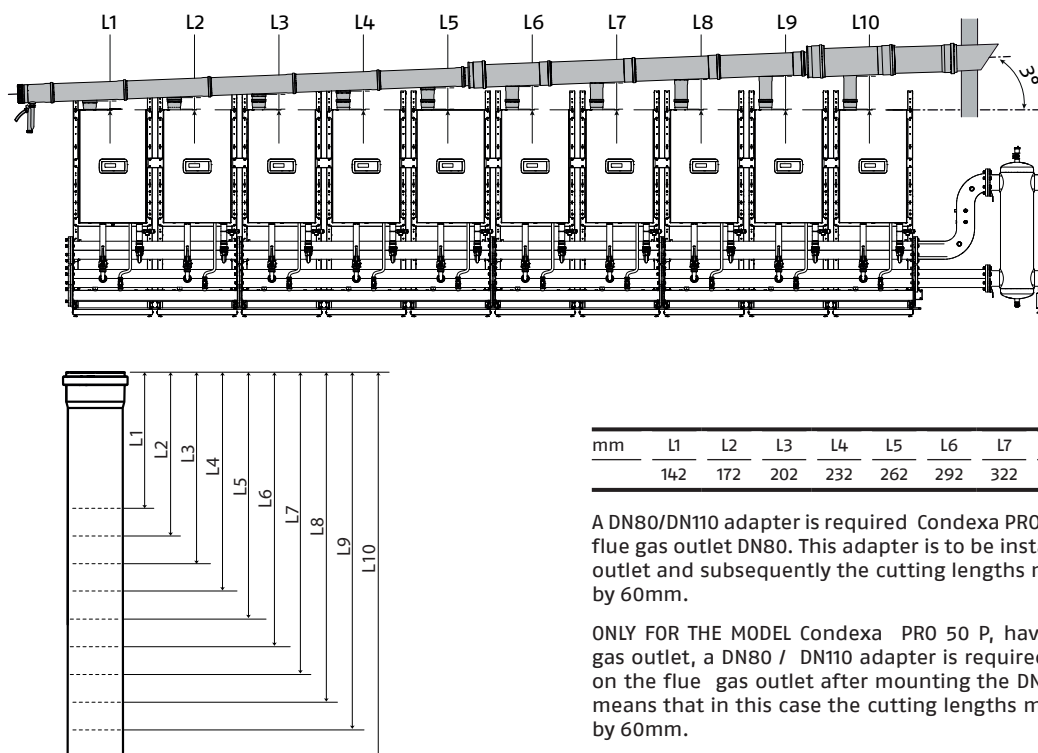 L1 L2 L3 L4 L5 L6 L7 L8 L9 L10
3°
L1
L2
L3
L4
L5
L6
L7
L8
L9
L10
mm L1 L2 L3 L4 L5 L6 L7
142 172 202 232 262 292 322
A DN80/DN110 adapter is required Condexa PRO
flue gas outlet DN80. This adapter is to be
outlet and subsequently the cutting lengths
by 60mm.
ONLY FOR THE MODEL Condexa PRO 50 P,
gas outlet, a DN80 / DN110 adapter is
on the flue gas outlet after mounting the
means that in this case the cutting lengths
by 60mm.